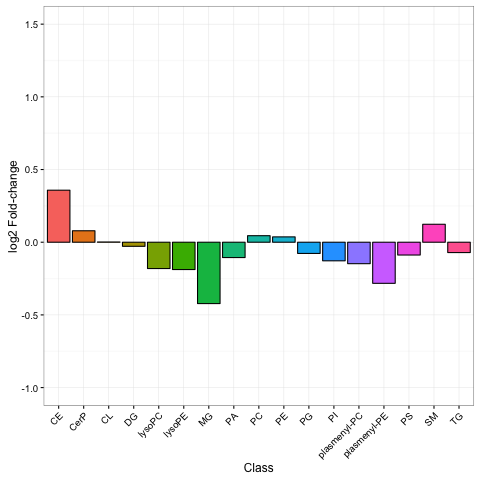 log2 Fold-change
1.5
1.0
0.5
0.0
-0.5
-1.0
CE
CerP
CL
DG
lysoPC
lysoPE
MG
PA
PC
PE
PG
PI
plasmenyl-PC
plasmenyl-PE
PS
SM
TG
Class